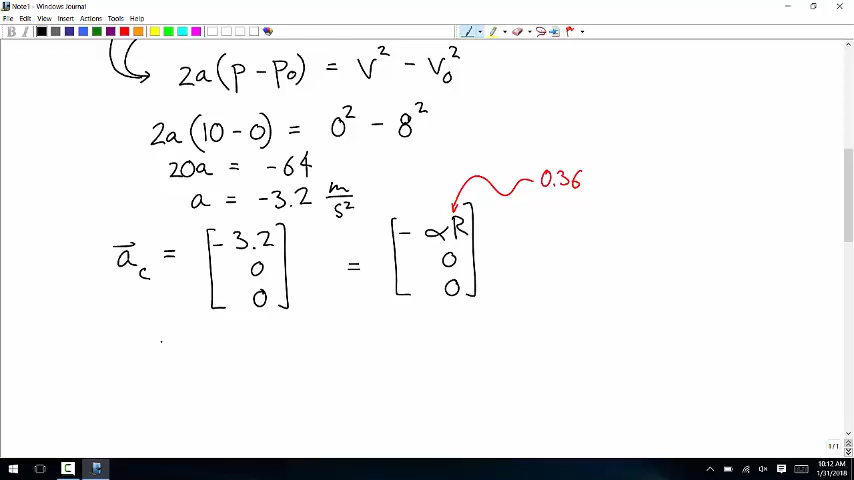 Note1 - Windows Journal
File Edit View Insert Actions Tools Help
B I
2a(p - p₀) = v² - v₀²
2a(10 - 0) = 0² - 8²
20a = -64
a = -3.2 m/s²
0.36
a⃗_c = [-3.2 0 0] = [-αR 0 0]
1/1
10:12 AM
1/31/2018